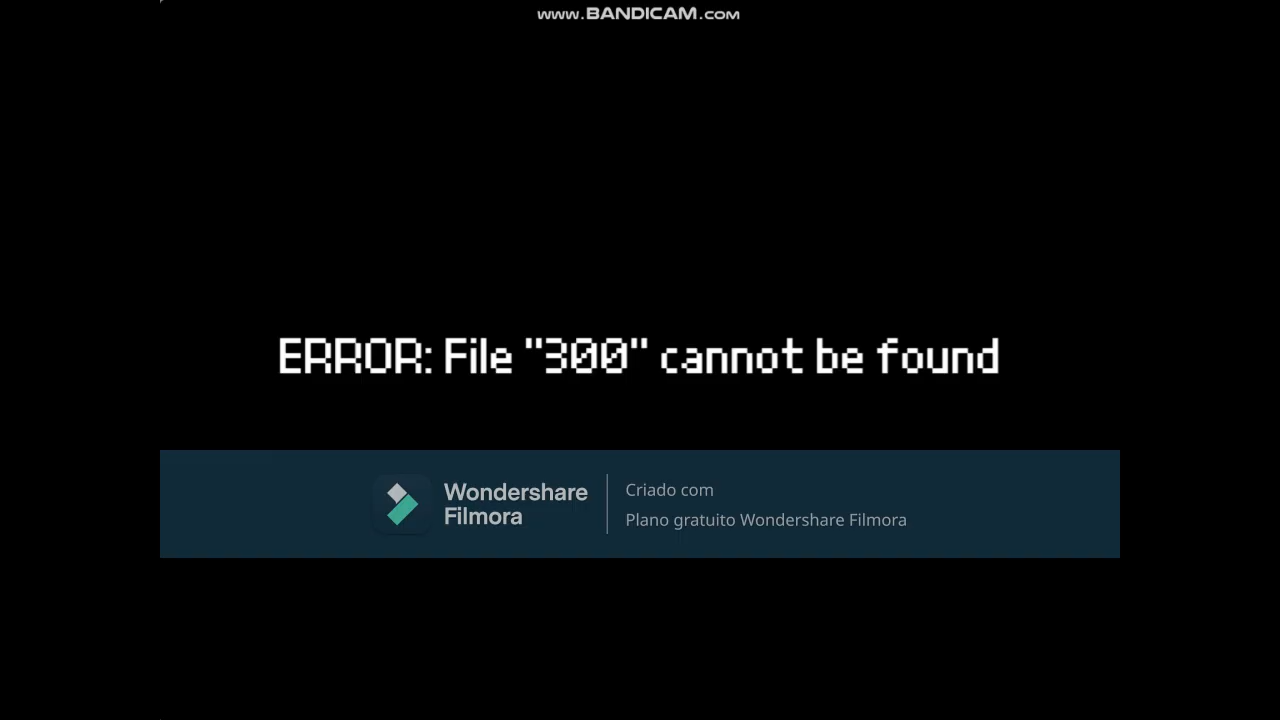 www.BANDICAM.com
ERROR: File "300" cannot be found
Wondershare
Filmora
Criado com
Plano gratuito Wondershare Filmora